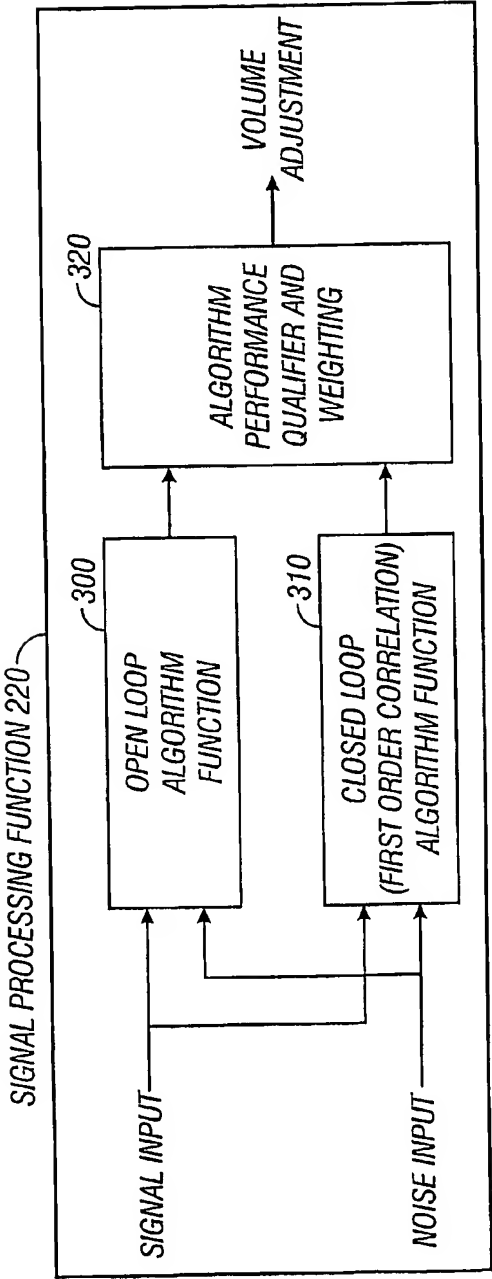 SIGNAL PROCESSING FUNCTION 220
SIGNAL INPUT
NOISE INPUT
300
OPEN LOOP
ALGORITHM
FUNCTION
310
CLOSED LOOP
(FIRST ORDER CORRELATION)
ALGORITHM FUNCTION
320
ALGORITHM
PERFORMANCE
QUALIFIER AND
WEIGHTING
VOLUME
ADJUSTMENT